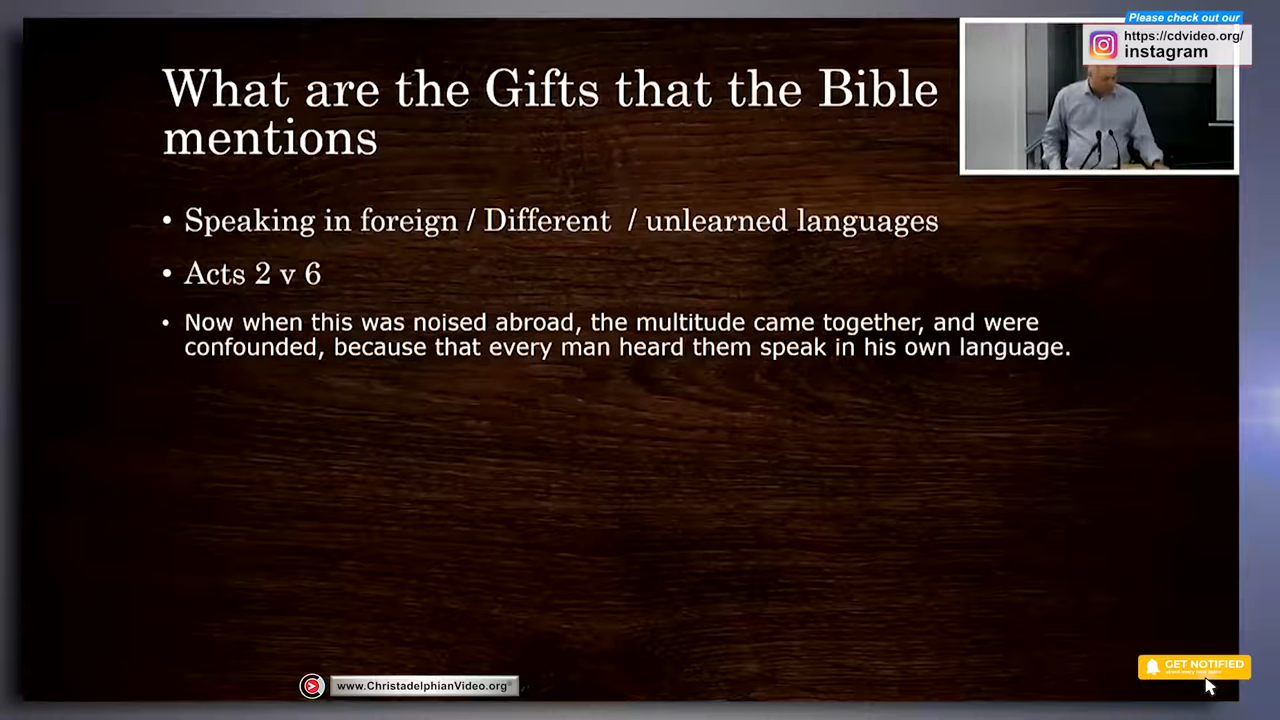 Please check out our
https://cdvideo.org/
instagram
What are the Gifts that the Bible
mentions
• Speaking in foreign / Different / unlearned languages
• Acts 2 v 6
• Now when this was noised abroad, the multitude came together, and were
confounded, because that every man heard them speak in his own language.
GET NOTIFIED
www.ChristadelphianVideo.org